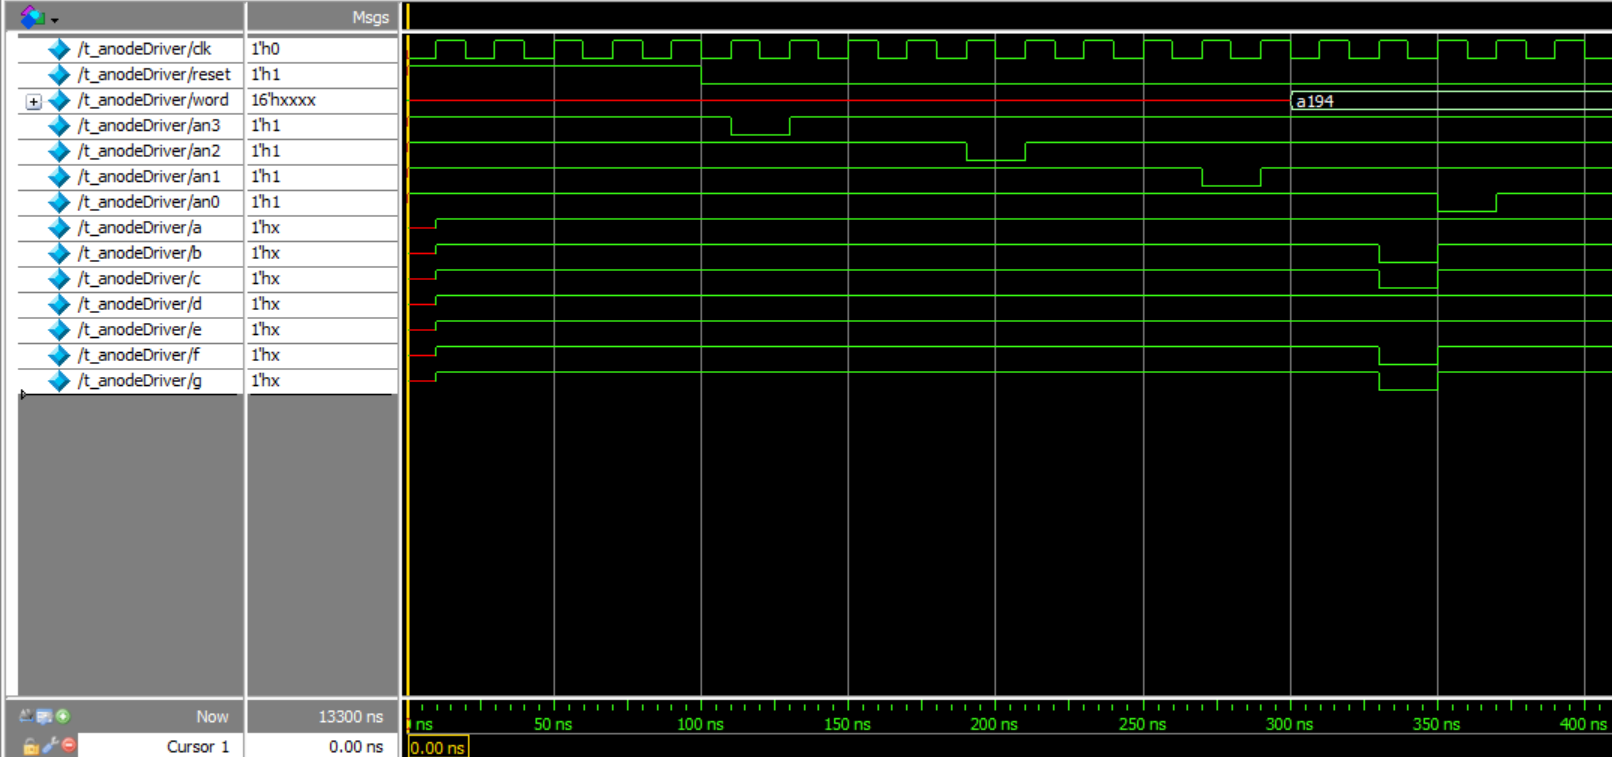 Msgs
/t_anodeDriver/clk 1'h0
/t_anodeDriver/reset 1'h1
/t_anodeDriver/word 16'hxxxx a194
/t_anodeDriver/an3 1'h1
/t_anodeDriver/an2 1'h1
/t_anodeDriver/an1 1'h1
/t_anodeDriver/an0 1'h1
/t_anodeDriver/a 1'hx
/t_anodeDriver/b 1'hx
/t_anodeDriver/c 1'hx
/t_anodeDriver/d 1'hx
/t_anodeDriver/e 1'hx
/t_anodeDriver/f 1'hx
/t_anodeDriver/g 1'hx
Now 13300 ns ns 50 ns 100 ns 150 ns 200 ns 250 ns 300 ns 350 ns 400 ns
Cursor 1 0.00 ns 0.00 ns